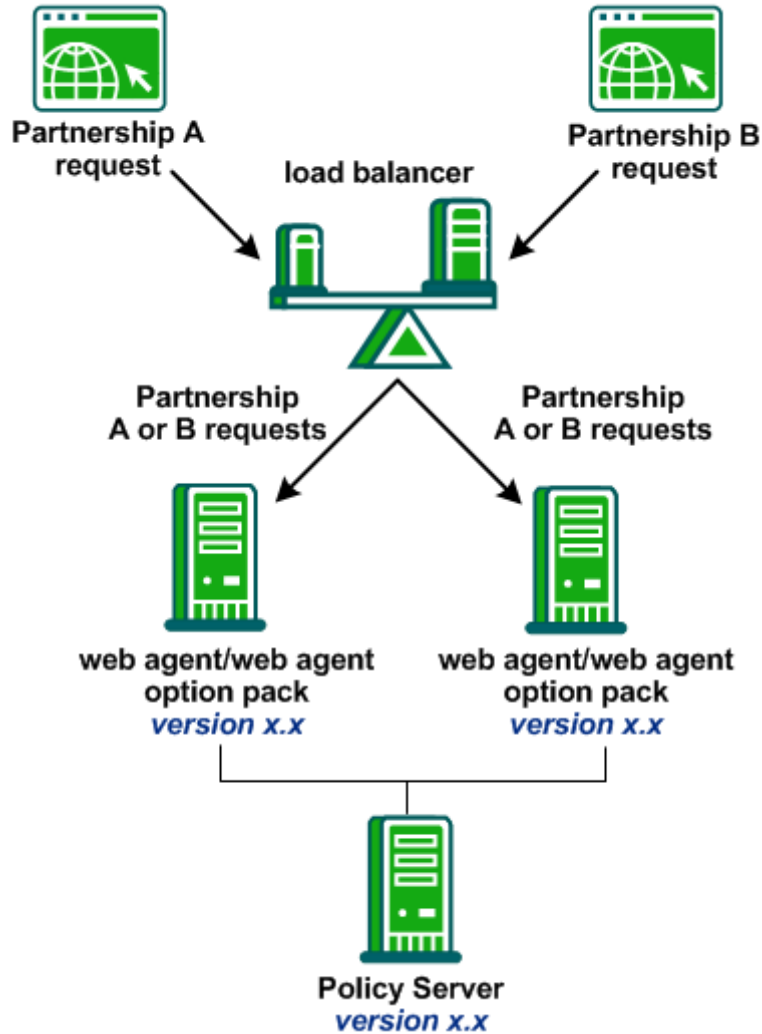 Partnership A
request
Partnership B
request
load balancer
Partnership
A or B requests
Partnership
A or B requests
web agent/web agent
option pack
version x.x
web agent/web agent
option pack
version x.x
Policy Server
version x.x